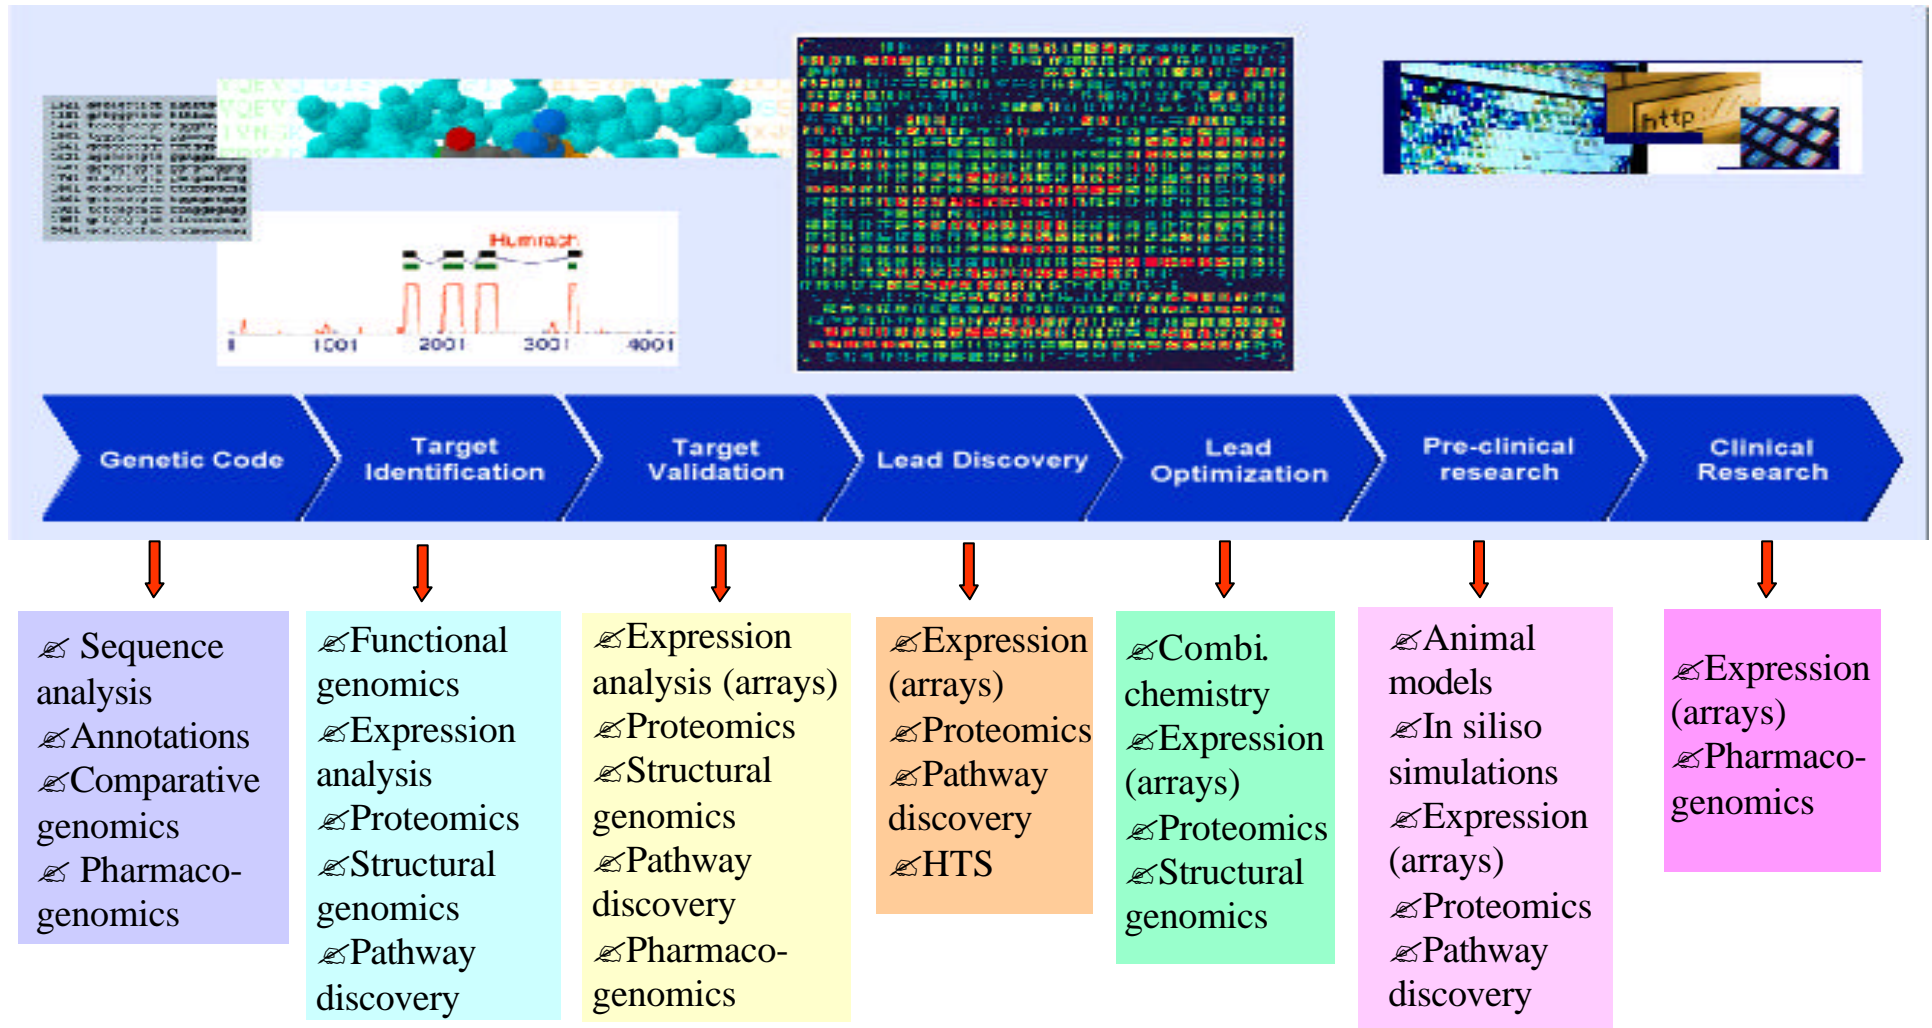 Humraph
1001 2001 3001 4001
http://
Genetic Code
Target
Identification
Target
Validation
Lead Discovery
Lead
Optimization
Pre-clinical
research
Clinical
Research
Sequence
analysis
Annotations
Comparative
genomics
Pharmaco-
genomics
Functional
genomics
Expression
analysis
Proteomics
Structural
genomics
Pathway
discovery
Expression
analysis (arrays)
Proteomics
Structural
genomics
Pathway
discovery
Pharmaco-
genomics
Expression
(arrays)
Proteomics
Pathway
discovery
HTS
Combi.
chemistry
Expression
(arrays)
Proteomics
Structural
genomics
Animal
models
In siliso
simulations
Expression
(arrays)
Proteomics
Pathway
discovery
Expression
(arrays)
Pharmaco-
genomics